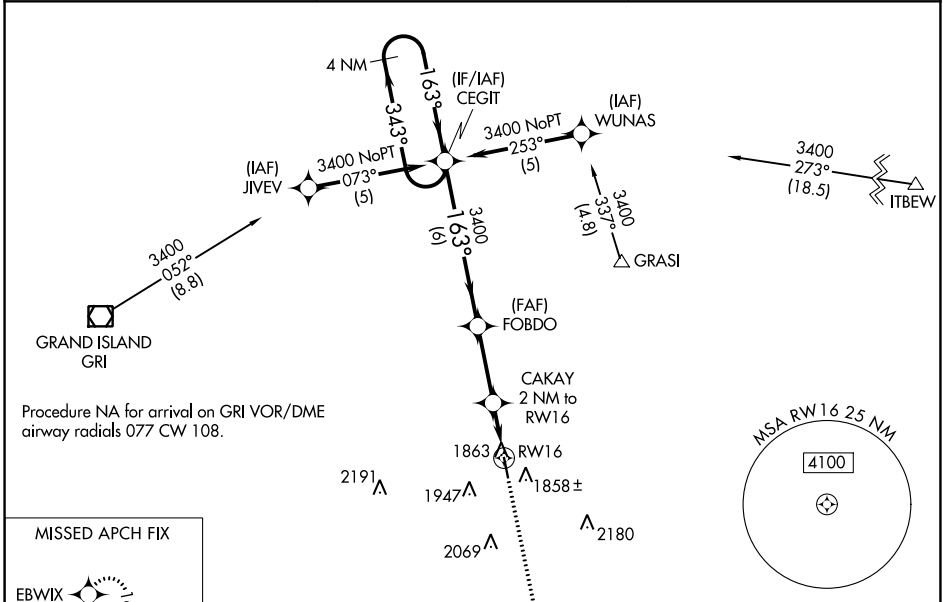 4 NM
163°
343°
(IF/IAF)
CEGIT
(IAF)
WUNAS
3400 NoPT
253°
(5)
3400
273°
(18.5)
ITBEW
(IAF)
JIVEV
3400 NoPT
073°
(5)
3400
337°
(4.8)
GRASI
3400
163°
(6)
3400
052°
(8.8)
GRAND ISLAND
GRI
(FAF)
FOBDO
CAKAY
2 NM to
RW16
Procedure NA for arrival on GRI VOR/DME
airway radials 077 CW 108.
1863
RW16
2191
1947
1858 ±
2069
2180
MSA RW16 25 NM
4100
MISSED APCH FIX
EBWIX